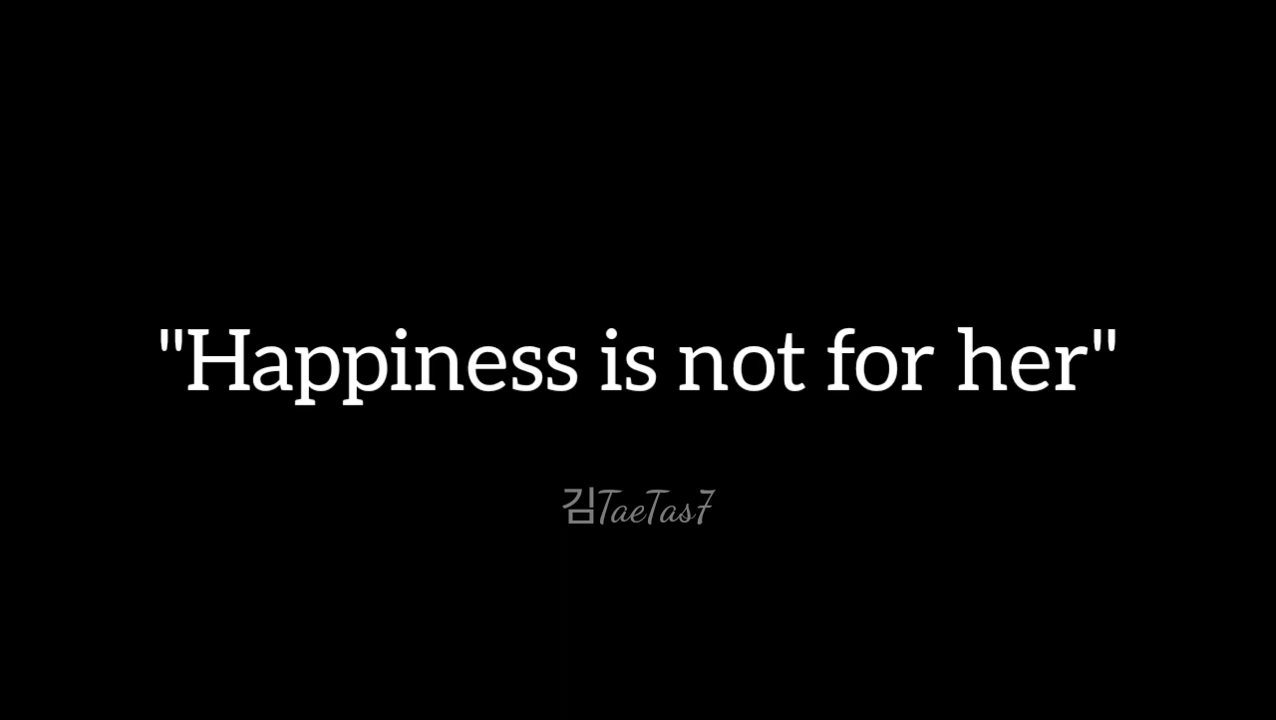 "Happiness is not for her"
김TaeTas7